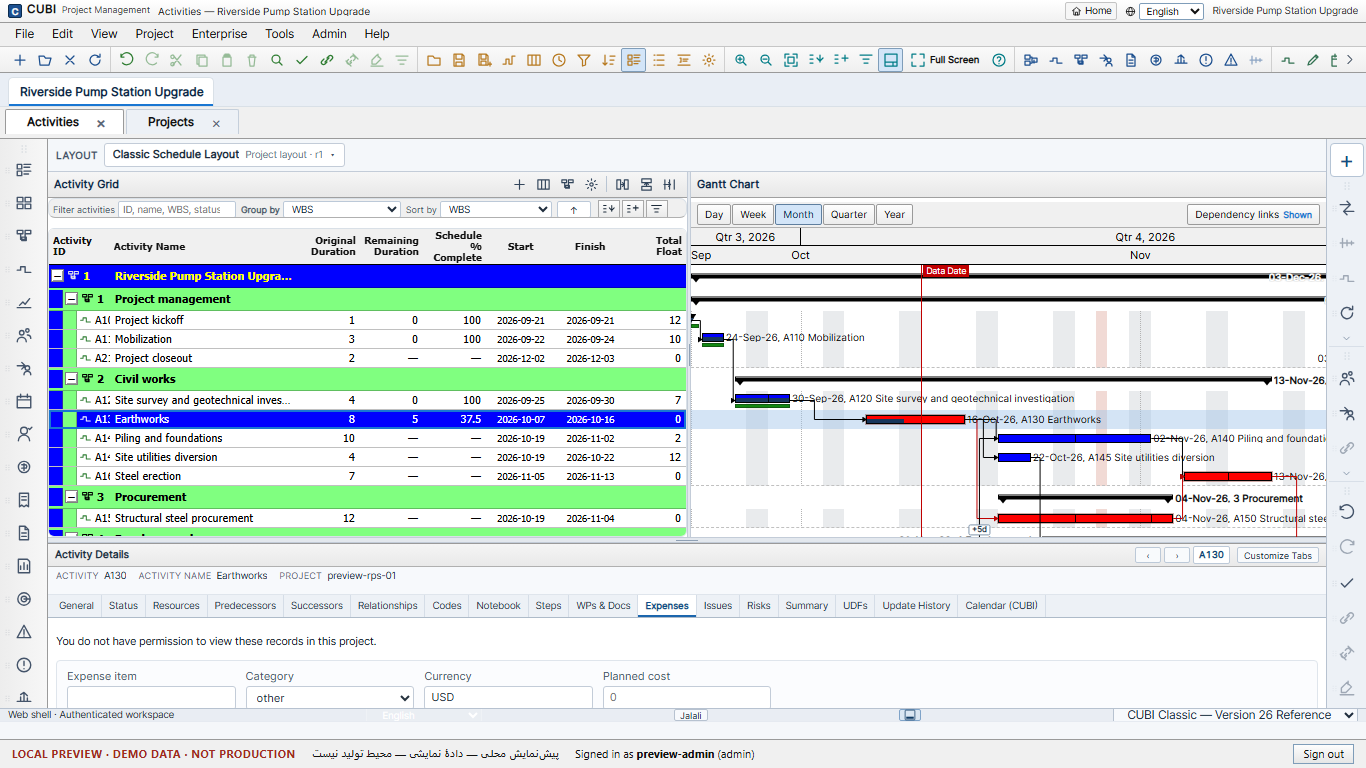 CUBI Project Management Activities — Riverside Pump Station Upgrade
Home English Riverside Pump Station Upgrade
File Edit View Project Enterprise Tools Admin Help
Full Screen
Riverside Pump Station Upgrade
Activities × Projects ×
LAYOUT Classic Schedule Layout Project layout · r1
Activity Grid
Filter activities ID, name, WBS, status Group by WBS Sort by WBS
Activity ID Activity Name Original Duration Remaining Duration Schedule % Complete Start Finish Total Float
1 Riverside Pump Station Upgra...
1 Project management
Project kickoff 1 0 100 2026-09-21 2026-09-21 12
Mobilization 3 0 100 2026-09-22 2026-09-24 10
Project closeout 2 — — 2026-12-02 2026-12-03 0
2 Civil works
Site survey and geotechnical inves... 4 0 100 2026-09-25 2026-09-30 7
Earthworks 8 5 37.5 2026-10-07 2026-10-16 0
Piling and foundations 10 — — 2026-10-19 2026-11-02 2
Site utilities diversion 4 — — 2026-10-19 2026-10-22 12
Steel erection 7 — — 2026-11-05 2026-11-13 0
3 Procurement
Structural steel procurement 12 — — 2026-10-19 2026-11-04 0
Gantt Chart
Day Week Month Quarter Year Dependency links Shown
Qtr 3, 2026 Qtr 4, 2026
Sep Oct Nov
Data Date
03-Dec-26
24-Sep-26, A110 Mobilization
13-Nov-26,
30-Sep-26, A120 Site survey and geotechnical investigation
16-Oct-26, A130 Earthworks
02-Nov-26, A140 Piling and foundati
22-Oct-26, A145 Site utilities diversion
13-Nov-26,
04-Nov-26, 3 Procurement
04-Nov-26, A150 Structural stee
+5d
Activity Details
A130 Customize Tabs
ACTIVITY A130 ACTIVITY NAME Earthworks PROJECT preview-rps-01
General Status Resources Predecessors Successors Relationships Codes Notebook Steps WPs & Docs Expenses Issues Risks Summary UDFs Update History Calendar (CUBI)
You do not have permission to view these records in this project.
Expense item Category Currency Planned cost
other USD 0
Web shell · Authenticated workspace English Jalali CUBI Classic — Version 26 Reference
LOCAL PREVIEW · DEMO DATA · NOT PRODUCTION پیش‌نمایش محلی — دادهٔ نمایشی — محیط تولید نیست Signed in as preview-admin (admin) Sign out